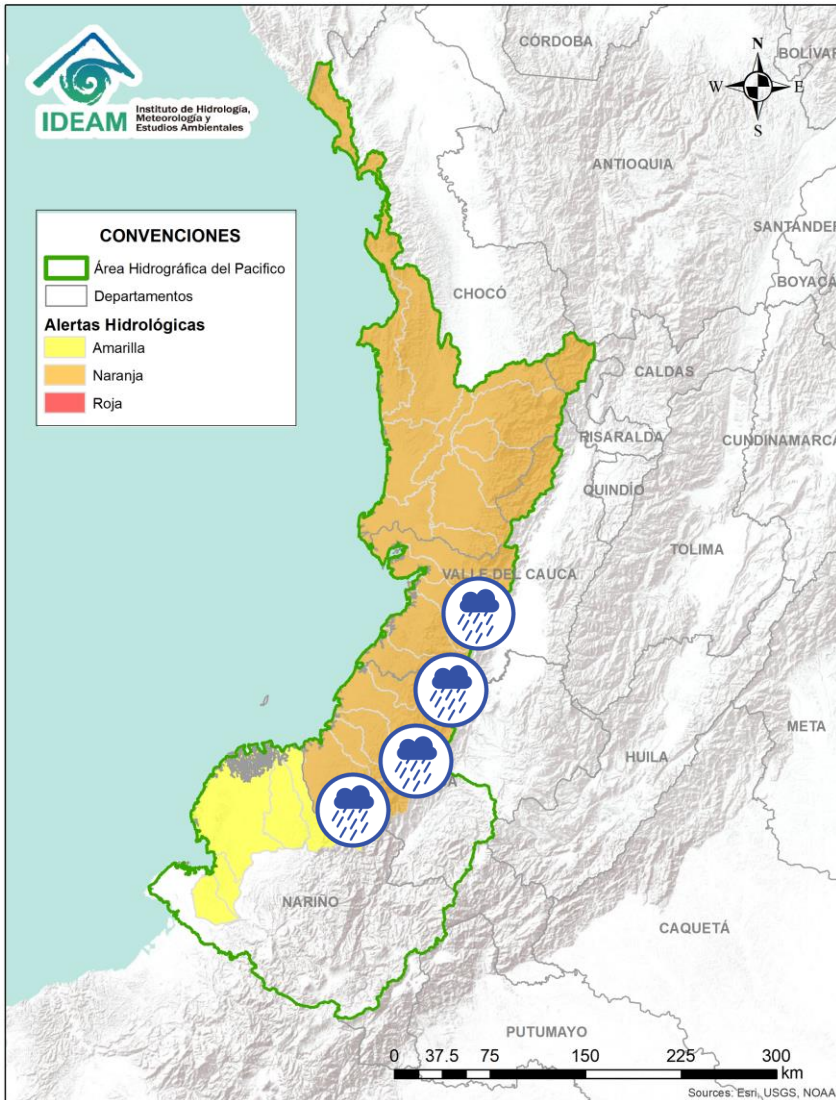 IDEAM
Instituto de Hidrología,
Meteorología y
Estudios Ambientales
CÓRDOBA
BOLÍVAR
N
W E
S
ANTIOQUIA
SANTANDER
BOYACÁ
CONVENCIONES
Área Hidrográfica del Pacifico
Departamentos
Alertas Hidrológicas
Amarilla
Naranja
Roja
CHOCÓ
CALDAS
RISARALDA
CUNDINAMARCA
QUINDÍO
TOLIMA
VALLE DEL CAUCA
META
HUILA
A
NARIÑO
CAQUETÁ
PUTUMAYO
0 37.5 75 150 225 300
km
Sources: Esri, USGS, NOAA